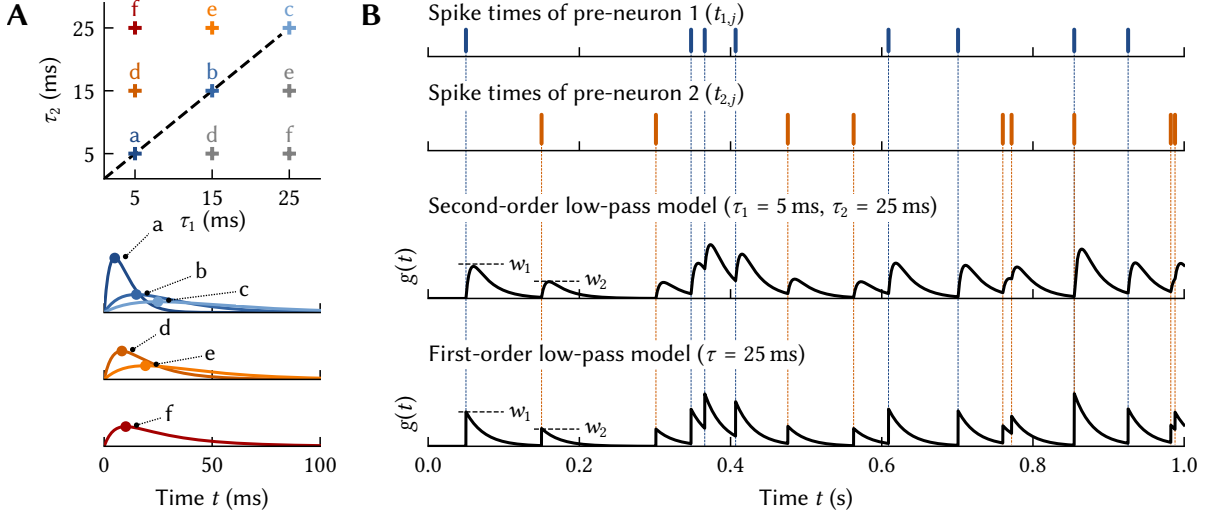 A
f e c
25
d b e
15
a d f
5
τ₂ (ms)
5 15 25
τ₁ (ms)
a
b
c
d
e
f
0 50 100
Time t (ms)
B
Spike times of pre-neuron 1 (t₁,ⱼ)
Spike times of pre-neuron 2 (t₂,ⱼ)
Second-order low-pass model (τ₁ = 5 ms, τ₂ = 25 ms)
g(t)
w₁
w₂
First-order low-pass model (τ = 25 ms)
g(t)
w₁
w₂
0.0 0.2 0.4 0.6 0.8 1.0
Time t (s)